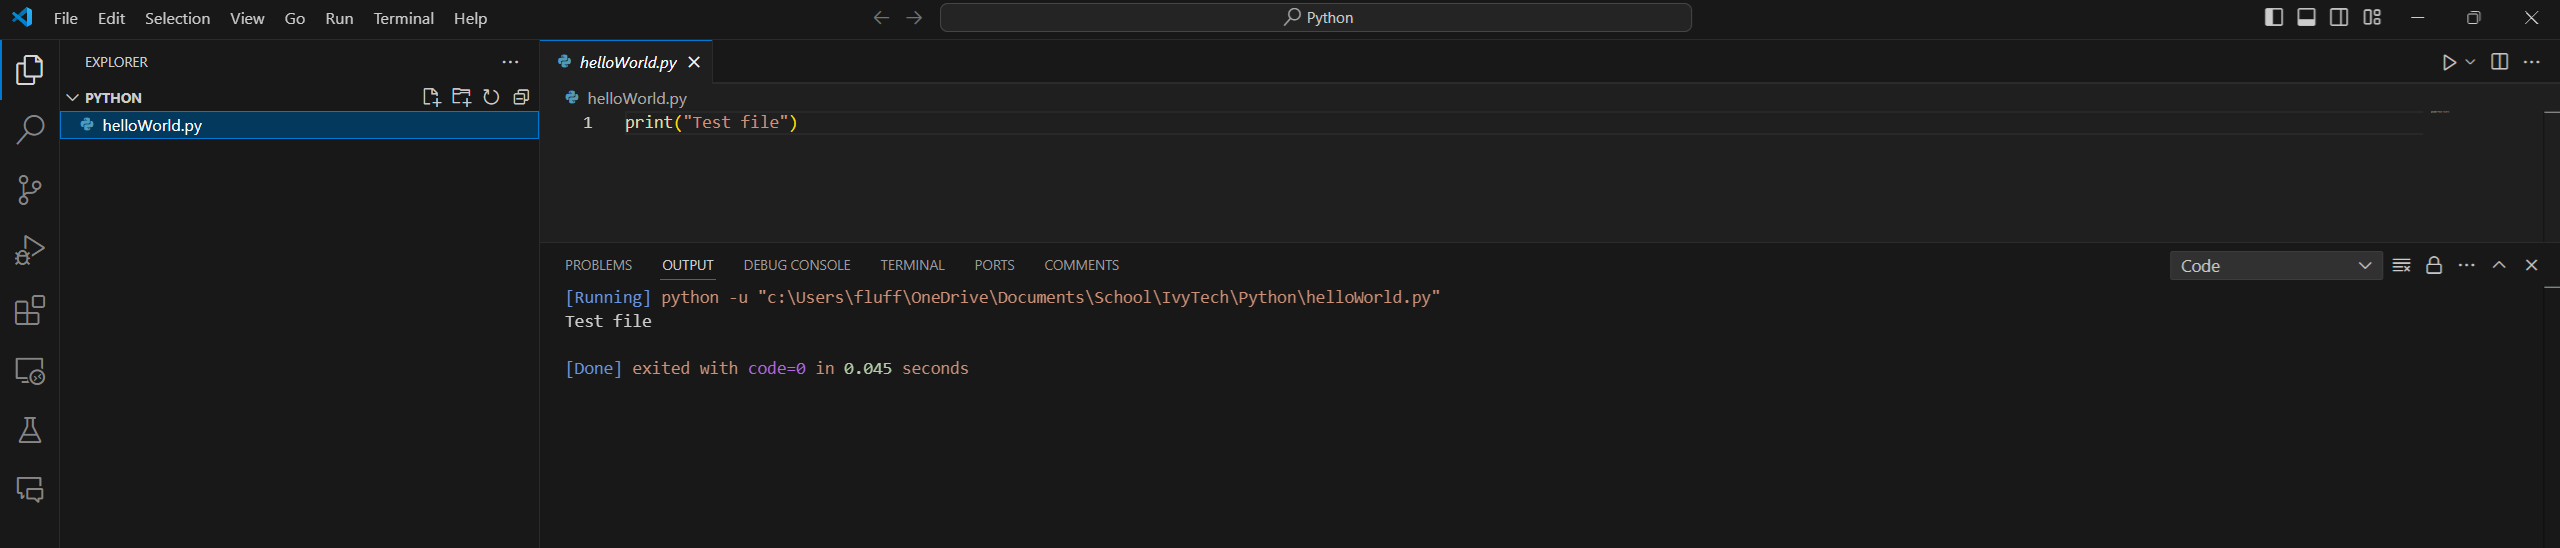 File Edit Selection View Go Run Terminal Help
Python
EXPLORER
PYTHON
helloWorld.py
helloWorld.py
helloWorld.py
1 print("Test file")
PROBLEMS OUTPUT DEBUG CONSOLE TERMINAL PORTS COMMENTS
Code
[Running] python -u "c:\Users\fluff\OneDrive\Documents\School\IvyTech\Python\helloWorld.py"
Test file
[Done] exited with code=0 in 0.045 seconds